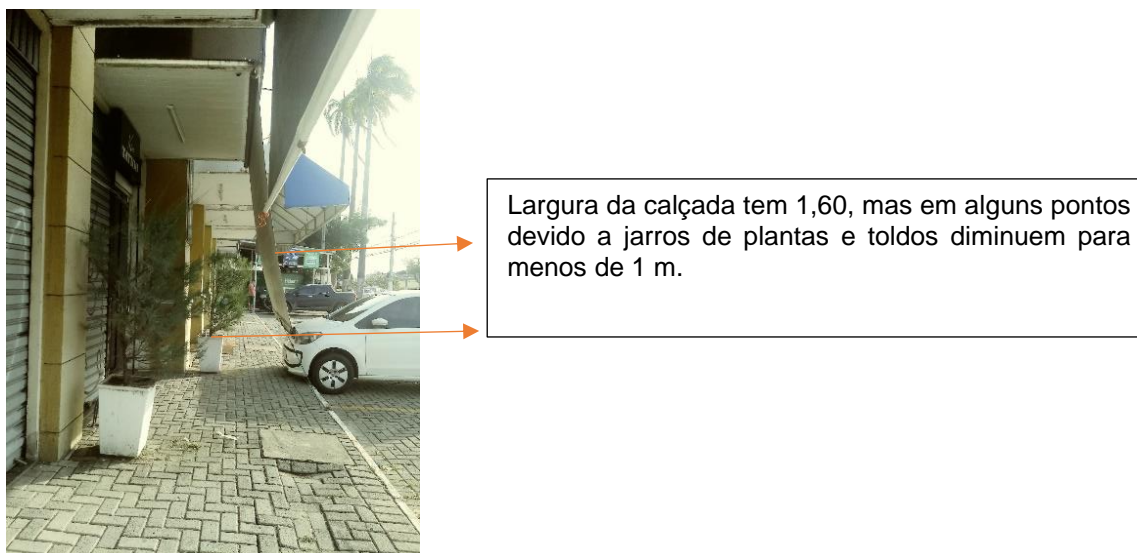 Largura da calçada tem 1,60, mas em alguns pontos
devido a jarros de plantas e toldos diminuem para
menos de 1 m.